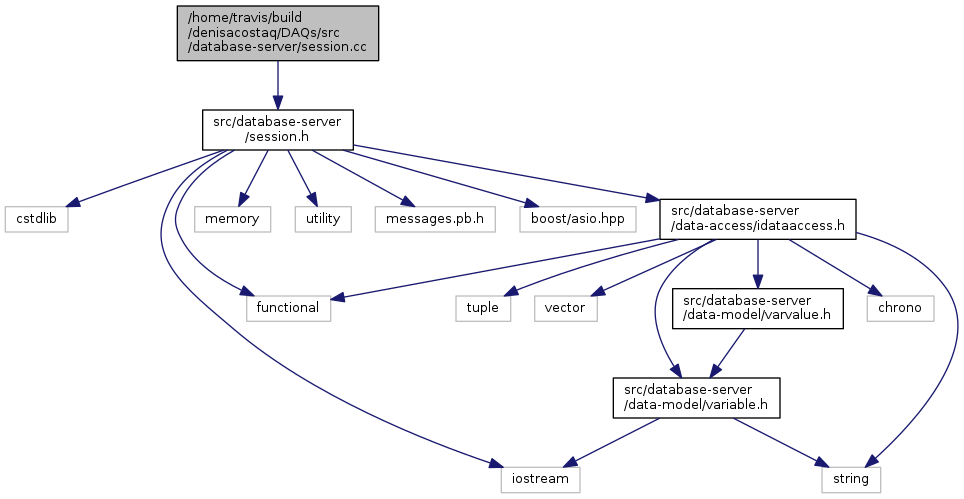 /home/travis/build
/denisacostaq/DAQs/src
/database-server/session.cc
src/database-server
/session.h
cstdlib
memory
utility
messages.pb.h
boost/asio.hpp
src/database-server
/data-access/idataaccess.h
functional
tuple
vector
src/database-server
/data-model/varvalue.h
chrono
src/database-server
/data-model/variable.h
iostream
string